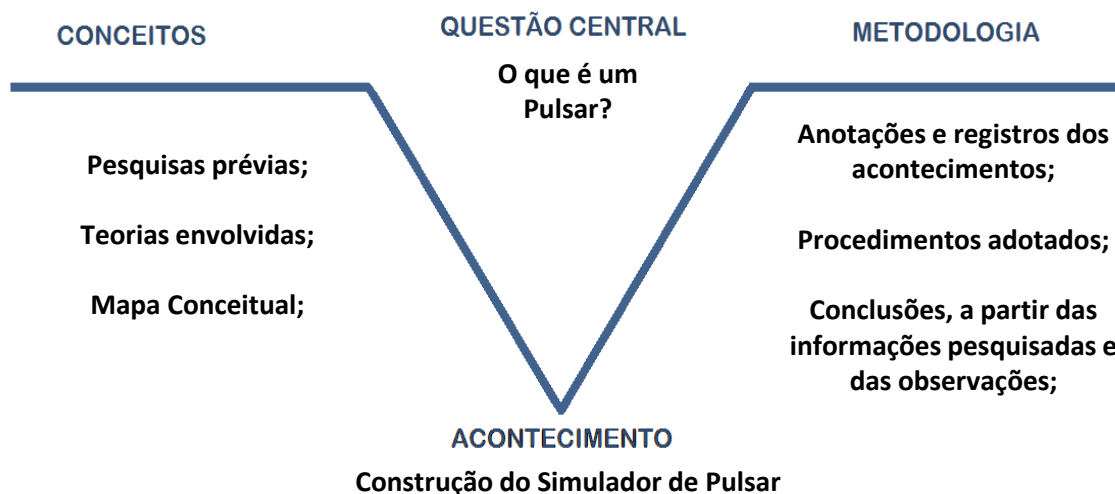 CONCEITOS
QUESTÃO CENTRAL
METODOLOGIA
O que é um
Pulsar?
Pesquisas prévias;
Teorias envolvidas;
Mapa Conceitual;
Anotações e registros dos
acontecimentos;
Procedimentos adotados;
Conclusões, a partir das
informações pesquisadas e
das observações;
ACONTECIMENTO
Construção do Simulador de Pulsar